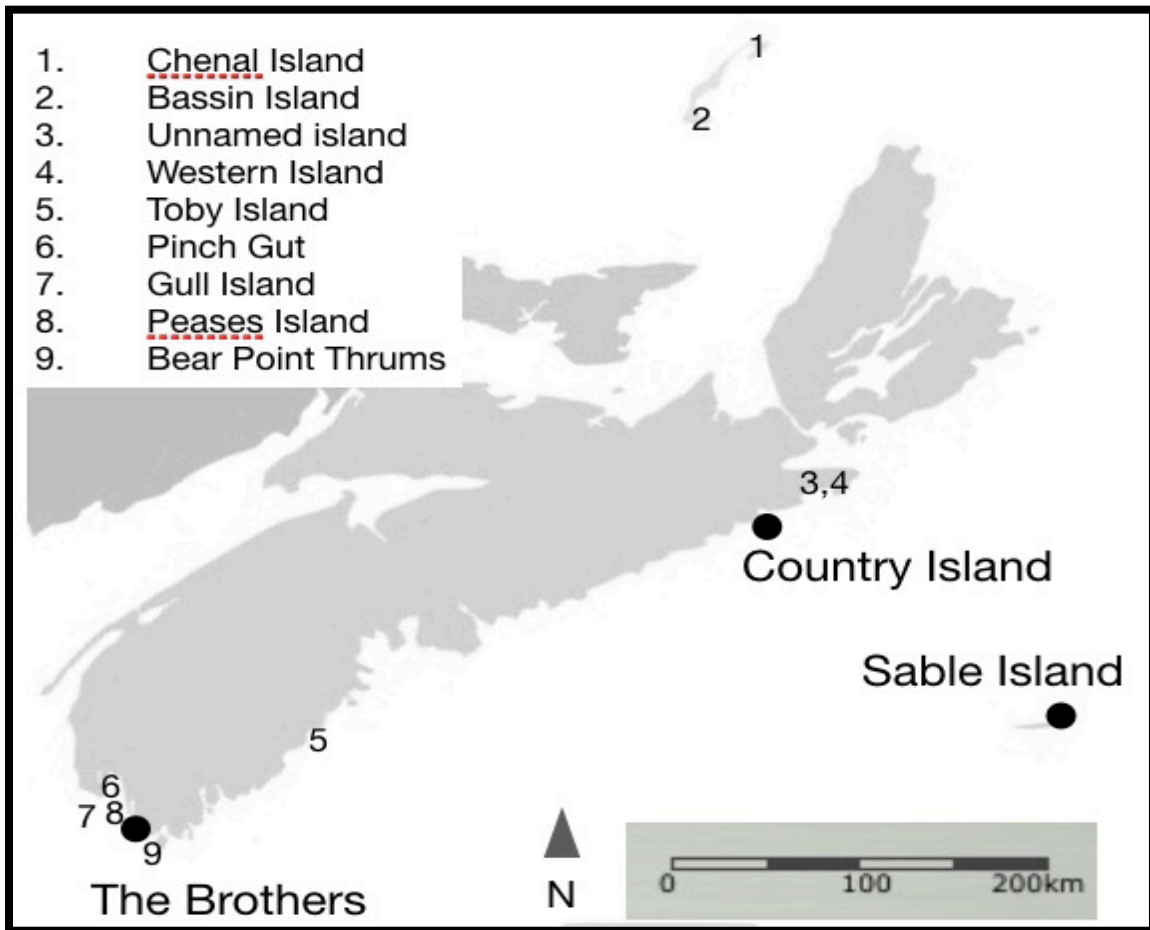 1. Chenal Island
2. Bassin Island
3. Unnamed island
4. Western Island
5. Toby Island
6. Pinch Gut
7. Gull Island
8. Peases Island
9. Bear Point Thrums
1
2
3,4
Country Island
Sable Island
5
6
7 8
9
The Brothers
N
0 100 200km